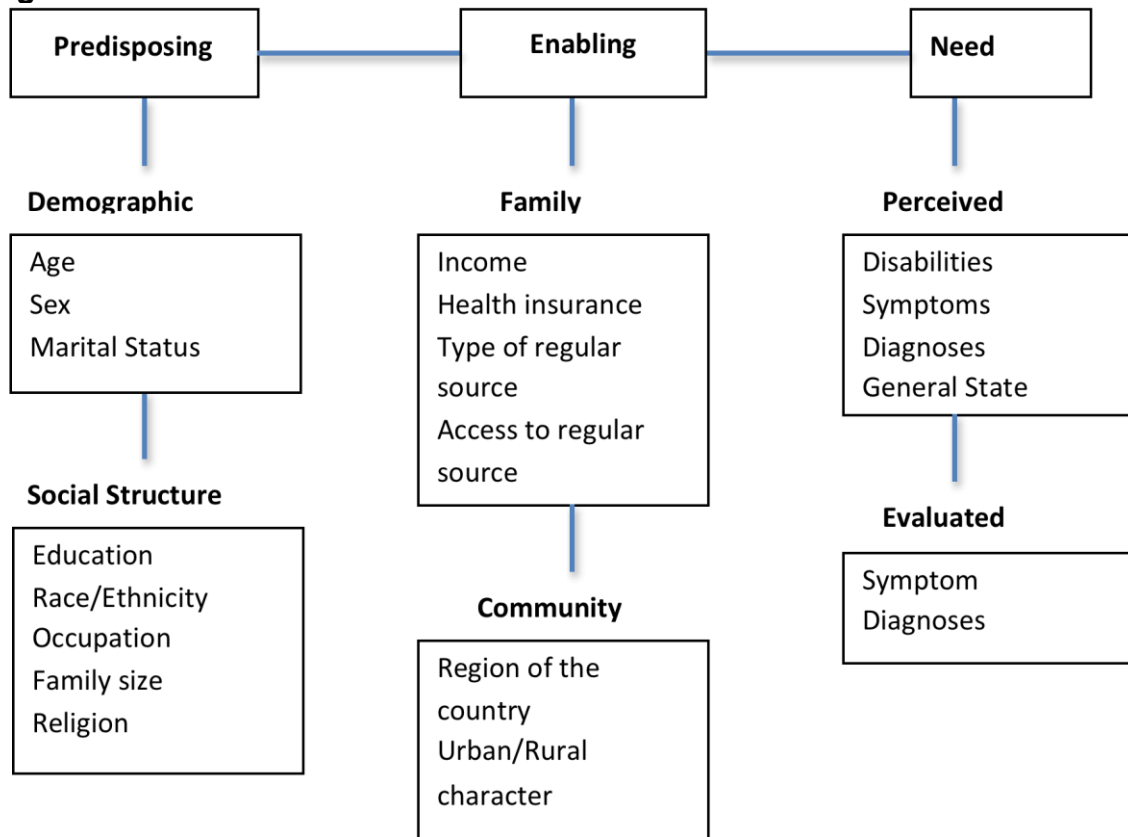 Predisposing
Enabling
Need
Demographic
Age
Sex
Marital Status
Social Structure
Education
Race/Ethnicity
Occupation
Family size
Religion
Family
Income
Health insurance
Type of regular
source
Access to regular
source
Community
Region of the
country
Urban/Rural
character
Perceived
Disabilities
Symptoms
Diagnoses
General State
Evaluated
Symptom
Diagnoses